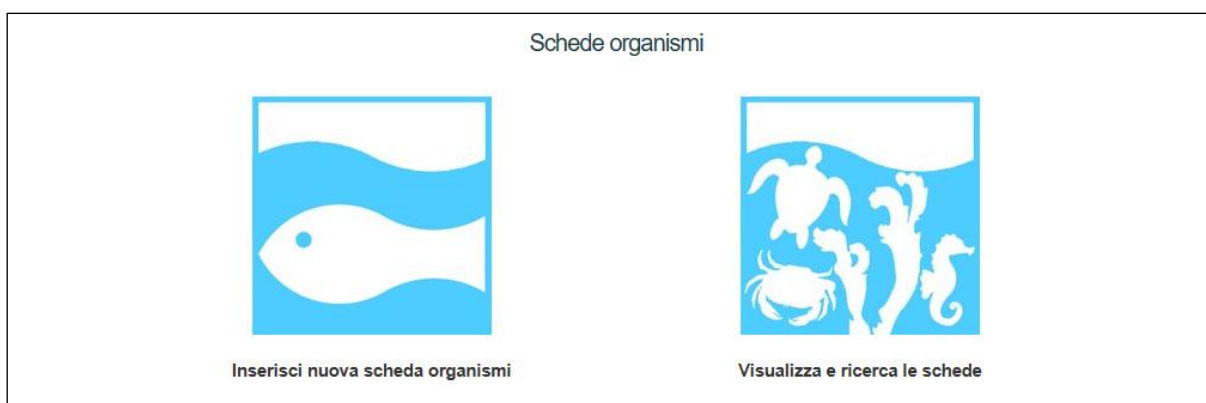 Schede organismi
Inserisci nuova scheda organismi
Visualizza e ricerca le schede